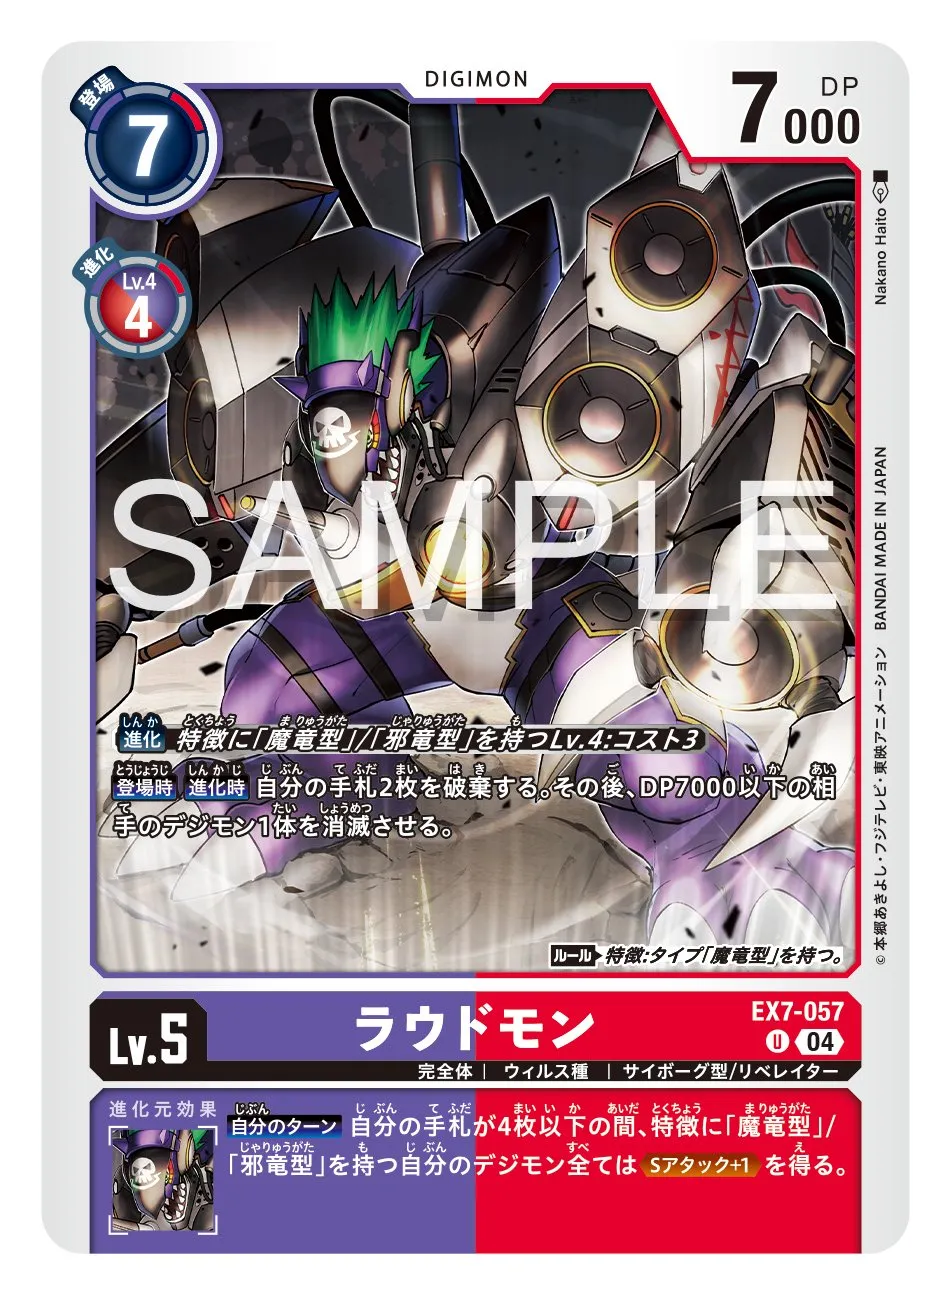 DIGIMON
登場
7
7000
DP
進化
Lv.4
4
Nakano Haito
SAMPLE
BANDAI MADE IN JAPAN
©本郷あきよし・フジテレビ・東映アニメーション
進化 特徴に「魔竜型」/「邪竜型」を持つLv.4:コスト3
登場時 進化時 自分の手札2枚を破棄する。その後、DP7000以下の相
手のデジモン1体を消滅させる。
ルール 特徴:タイプ「魔竜型」を持つ。
Lv.5
ラウドモン
EX7-057
U 04
完全体 | ウィルス種 | サイボーグ型/リベレイター
進化元効果
自分のターン 自分の手札が4枚以下の間、特徴に「魔竜型」/
「邪竜型」を持つ自分のデジモン全ては Sアタック+1 を得る。